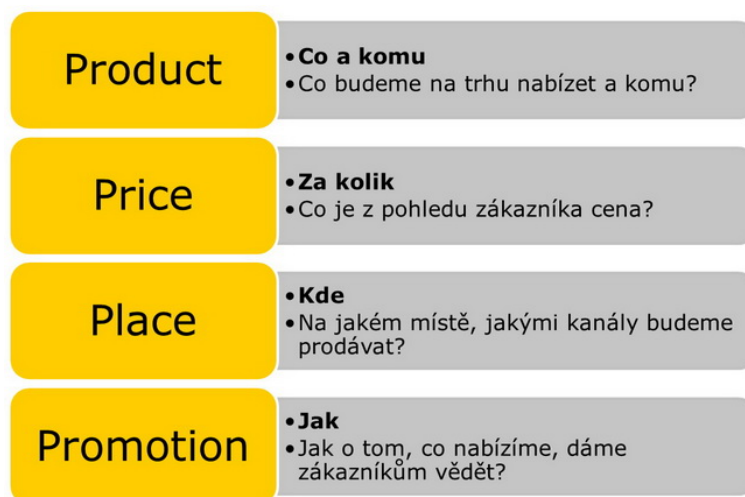 Product
•Co a komu
•Co budeme na trhu nabízet a komu?
Price
•Za kolik
•Co je z pohledu zákazníka cena?
Place
•Kde
•Na jakém místě, jakými kanály budeme
prodávat?
Promotion
•Jak
•Jak o tom, co nabízíme, dáme
zákazníkům vědět?